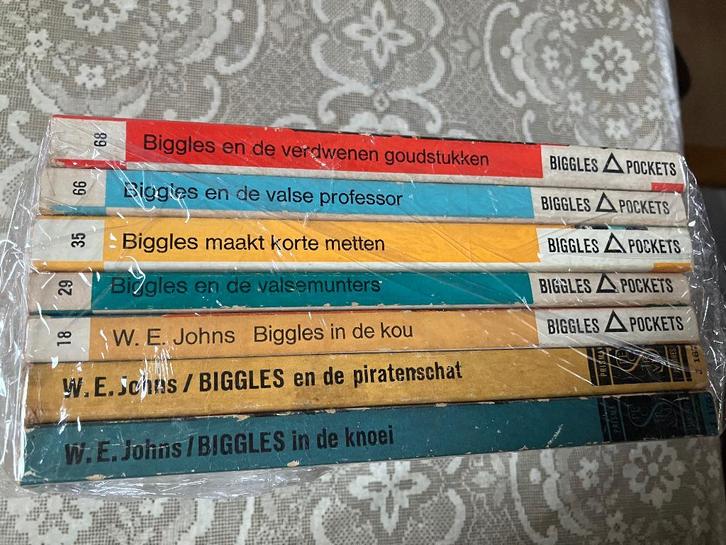 68 Biggles en de verdwenen goudstukken BIGGLES POCKETS
66 Biggles en de valse professor BIGGLES POCKETS
35 Biggles maakt korte metten BIGGLES POCKETS
29 Biggles en de valsemunters BIGGLES POCKETS
18 W. E. Johns Biggles in de kou BIGGLES POCKETS
W. E. Johns / BIGGLES en de piratenschat
W. E. Johns / BIGGLES in de knoei